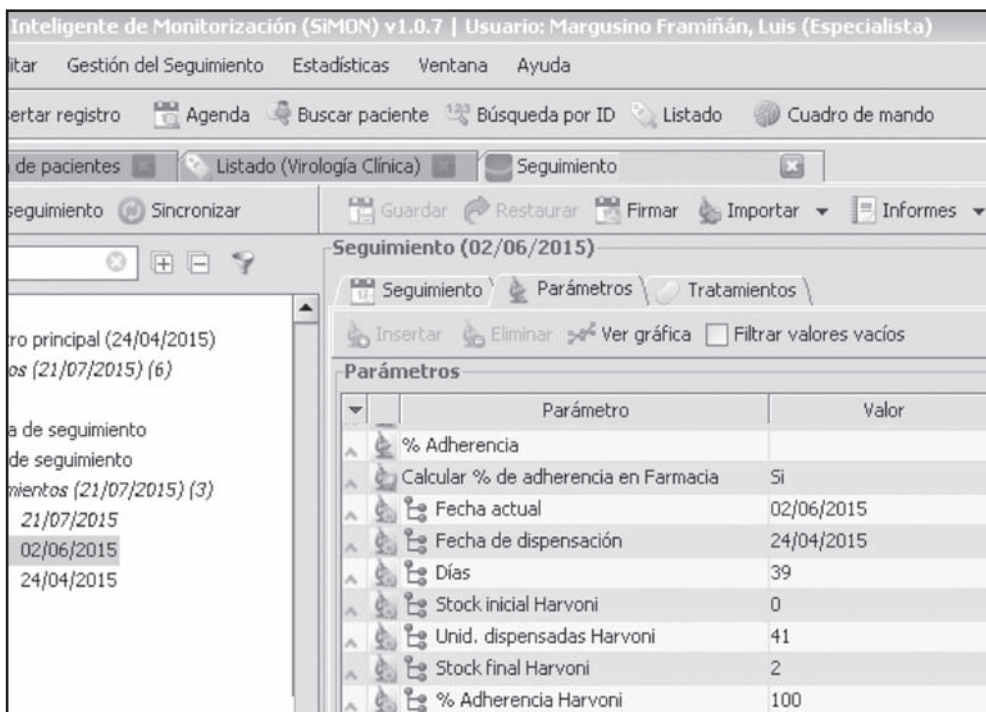 Inteligente de Monitorización (SiMON) v1.0.7 | Usuario: Margusino Framiñán, Luis (Especialista)
itar Gestión del Seguimiento Estadísticas Ventana Ayuda
sertar registro Agenda Buscar paciente 123 Búsqueda por ID Listado Cuadro de mando
de pacientes Listado (Virología Clínica) Seguimiento
seguimiento Sincronizar Guardar Restaurar Firmar Importar Informes
Seguimiento (02/06/2015)
12 Seguimiento Parámetros Tratamientos
Insertar Eliminar Ver gráfica Filtrar valores vacíos
tro principal (24/04/2015)
os (21/07/2015) (6)
a de seguimiento
de seguimiento
mientos (21/07/2015) (3)
21/07/2015
02/06/2015
24/04/2015
Parámetros
Parámetro Valor
% Adherencia
Calcular % de adherencia en Farmacia Si
Fecha actual 02/06/2015
Fecha de dispensación 24/04/2015
Días 39
Stock inicial Harvoni 0
Unid. dispensadas Harvoni 41
Stock final Harvoni 2
% Adherencia Harvoni 100